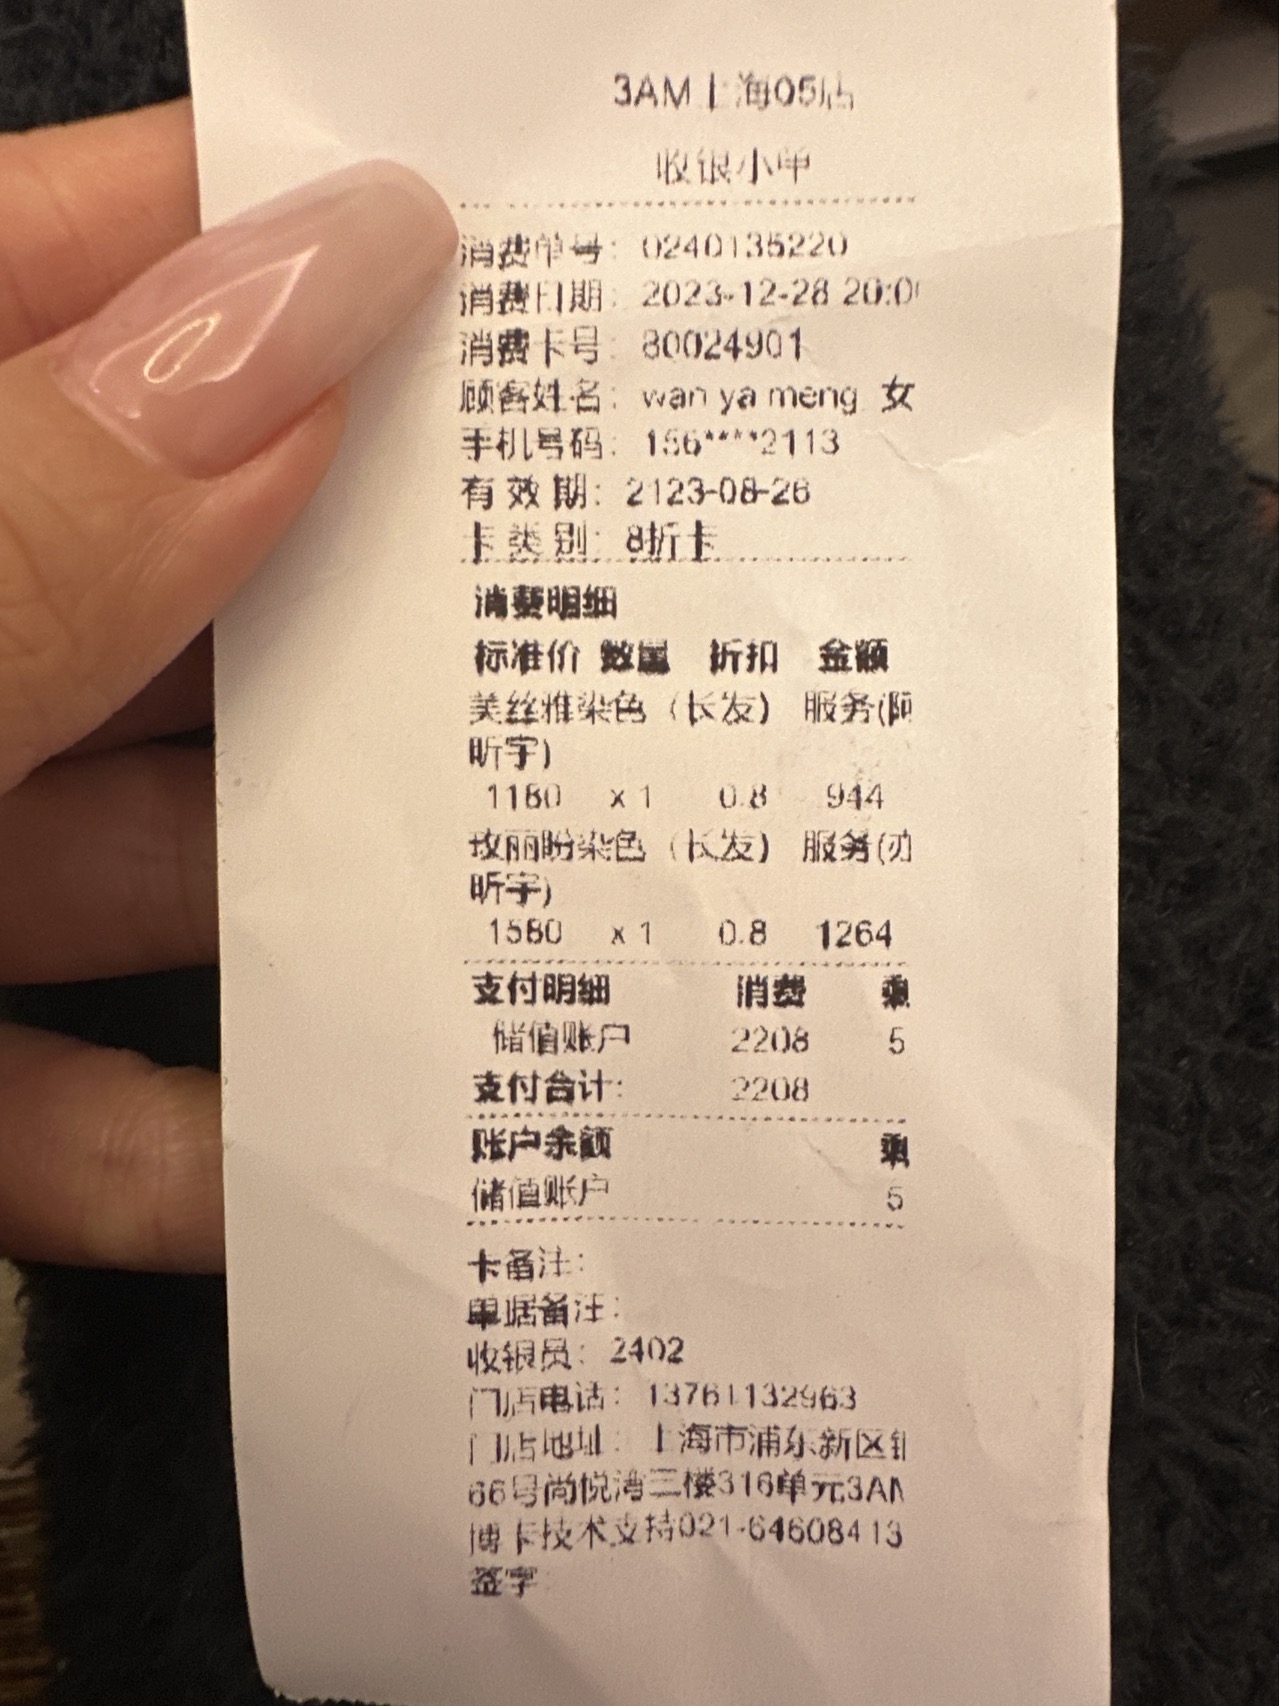 3AM上海05店
收银小单
消费单号： 0240135220
消费日期： 2023-12-28 20:0
消费卡号： 80024901
顾客姓名： wan ya meng 女
手机号码： 156****2113
有 效 期： 2123-08-26
卡 类 别： 8折卡
消费明细
标准价 数量 折扣 金额
美丝雅染色（长发） 服务(阿
昕宇)
1180 x 1 0.8 944
玫丽盼染色（长发） 服务(
昕宇)
1580 x 1 0.8 1264
支付明细 消费 剩
储值账户 2208 5
支付合计： 2208
账户余额 剩
储值账户 5
卡备注：
单据备注：
收银员： 2402
门店电话： 13761132963
门店地址： 上海市浦东新区
66号尚悦湾三楼316单元3AM
博卡技术支持021-64608413
签字: